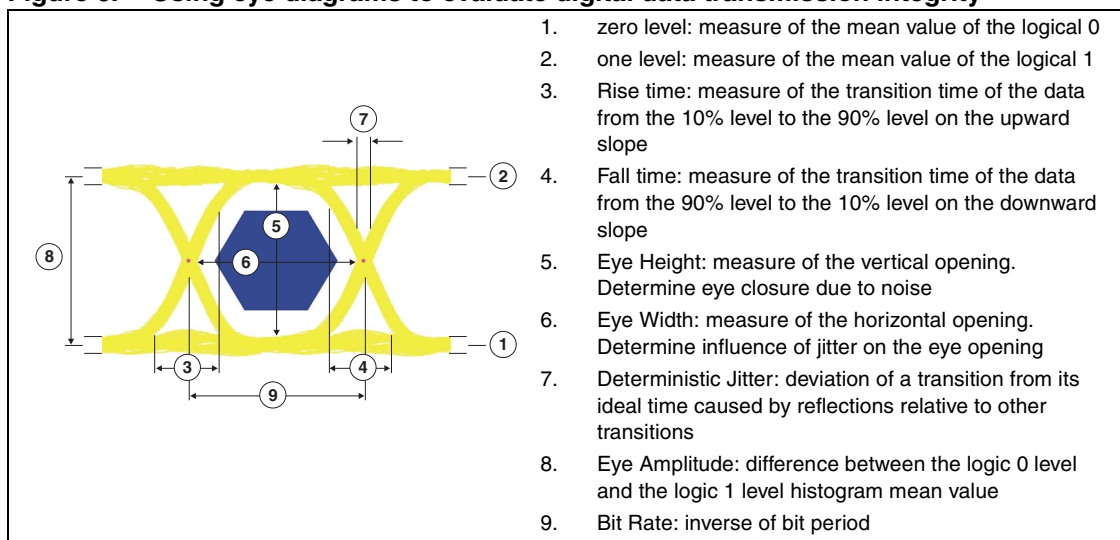 Figure Using eye diagrams to evaluate digital data transmission integrity
7
2
5
8
6
1
3
4
9
1. zero level: measure of the mean value of the logical 0
2. one level: measure of the mean value of the logical 1
3. Rise time: measure of the transition time of the data
from the 10% level to the 90% level on the upward
slope
4. Fall time: measure of the transition time of the data
from the 90% level to the 10% level on the downward
slope
5. Eye Height: measure of the vertical opening.
Determine eye closure due to noise
6. Eye Width: measure of the horizontal opening.
Determine influence of jitter on the eye opening
7. Deterministic Jitter: deviation of a transition from its
ideal time caused by reflections relative to other
transitions
8. Eye Amplitude: difference between the logic 0 level
and the logic 1 level histogram mean value
9. Bit Rate: inverse of bit period